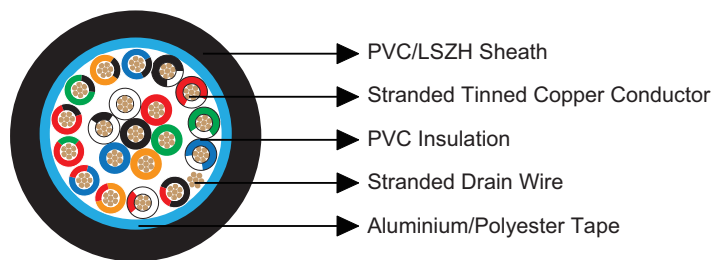 PVC/LSZH Sheath
Stranded Tinned Copper Conductor
PVC Insulation
Stranded Drain Wire
Aluminium/Polyester Tape